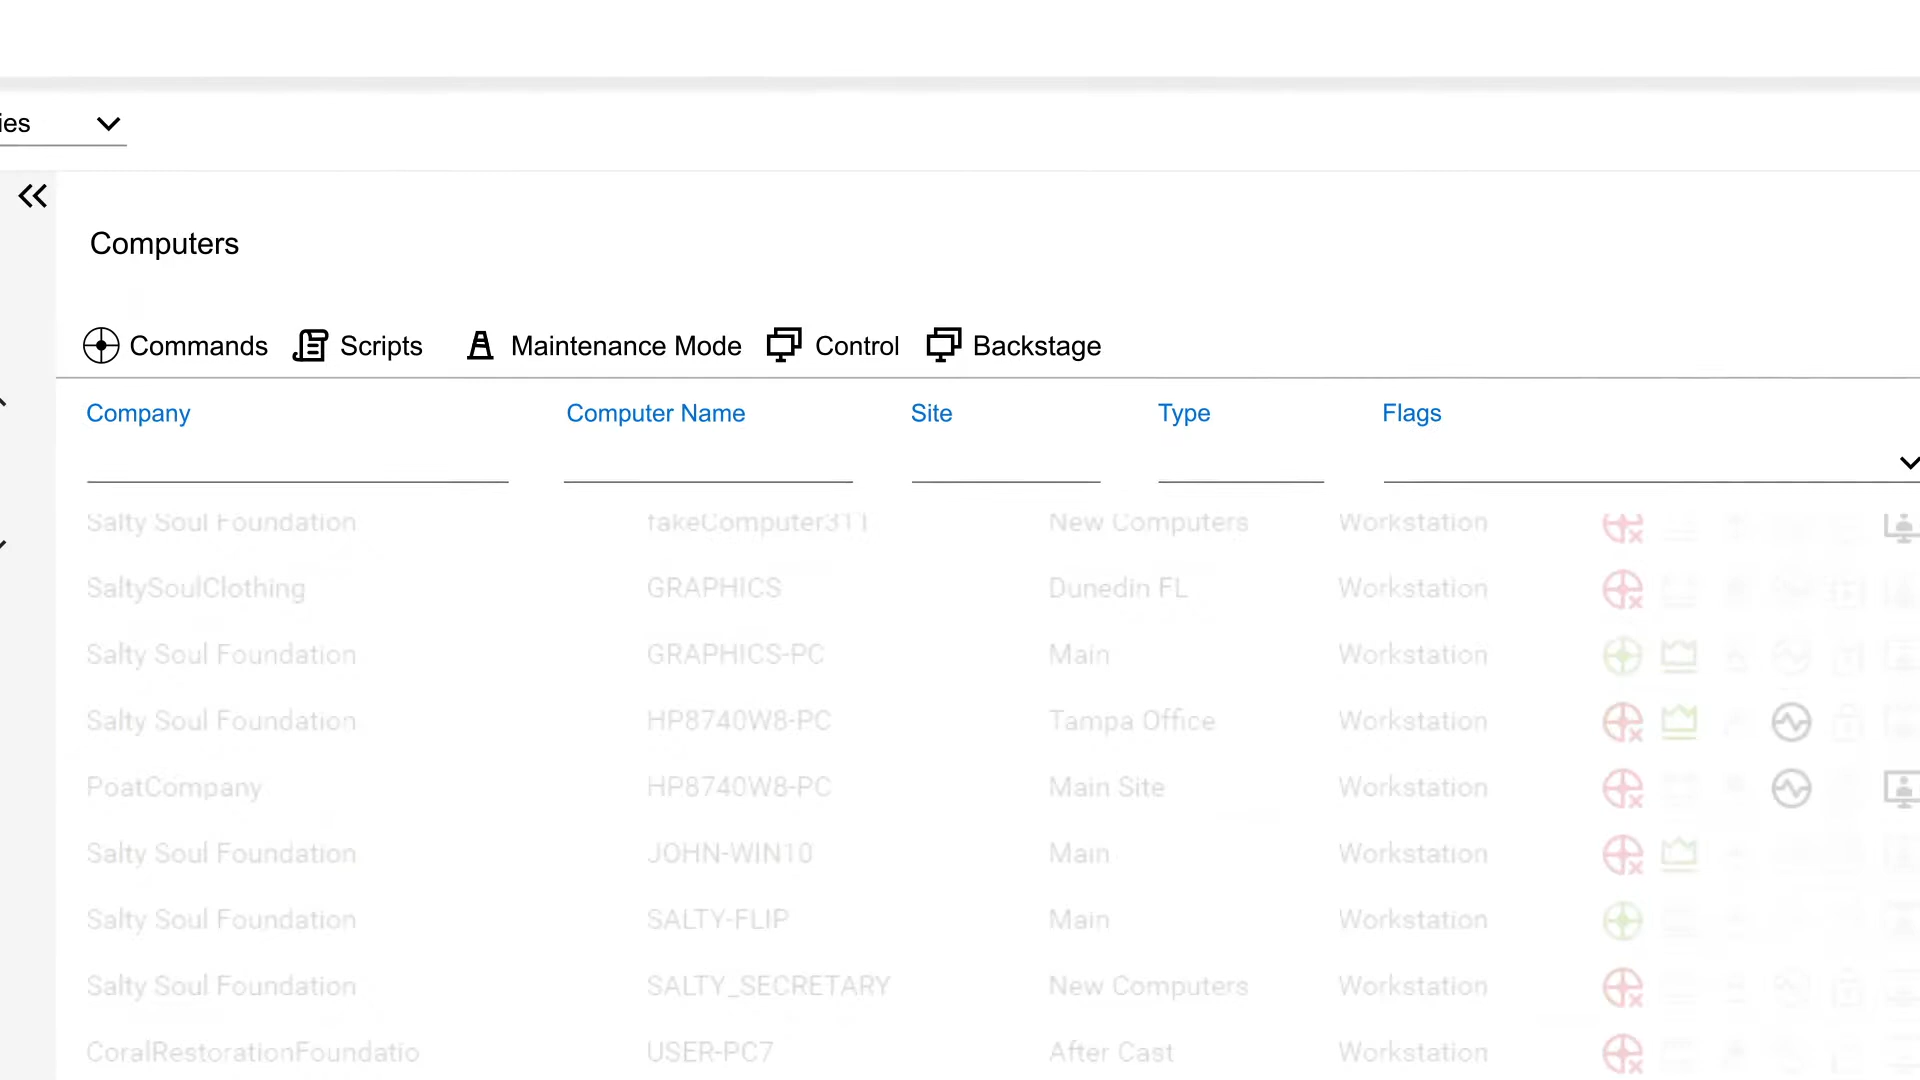 ies
Computers
Commands Scripts Maintenance Mode Control Backstage
Company Computer Name Site Type Flags
Salty Soul Foundation fakeComputer311 New Computers Workstation
SaltySoulClothing GRAPHICS Dunedin FL Workstation
Salty Soul Foundation GRAPHICS-PC Main Workstation
Salty Soul Foundation HP8740W8-PC Tampa Office Workstation
PoatCompany HP8740W8-PC Main Site Workstation
Salty Soul Foundation JOHN-WIN10 Main Workstation
Salty Soul Foundation SALTY-FLIP Main Workstation
Salty Soul Foundation SALTY_SECRETARY New Computers Workstation
CoralRestorationFoundatio USER-PC7 After Cast Workstation